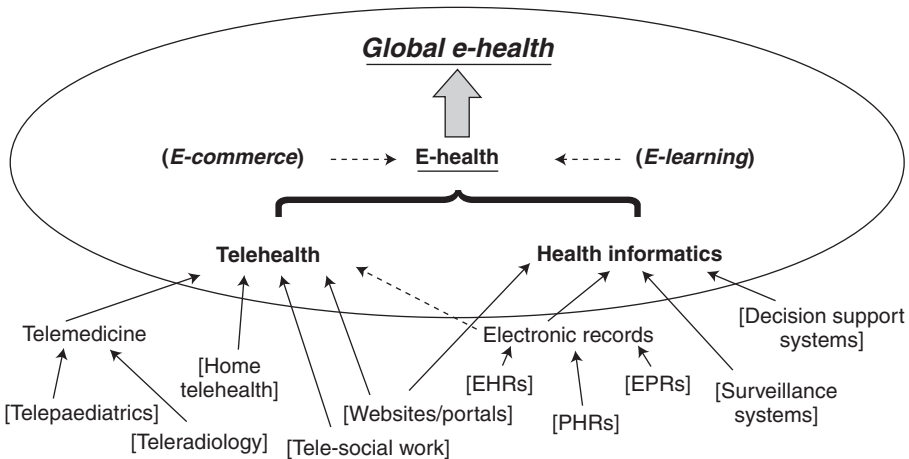 Global e-health
(E-commerce)
E-health
(E-learning)
Telehealth
Health informatics
Telemedicine
Electronic records
[Decision support
systems]
[Home
telehealth]
[EHRs]
[EPRs]
[Surveillance
systems]
[Telepaediatrics]
[Websites/portals]
[PHRs]
[Teleradiology]
[Tele-social work]